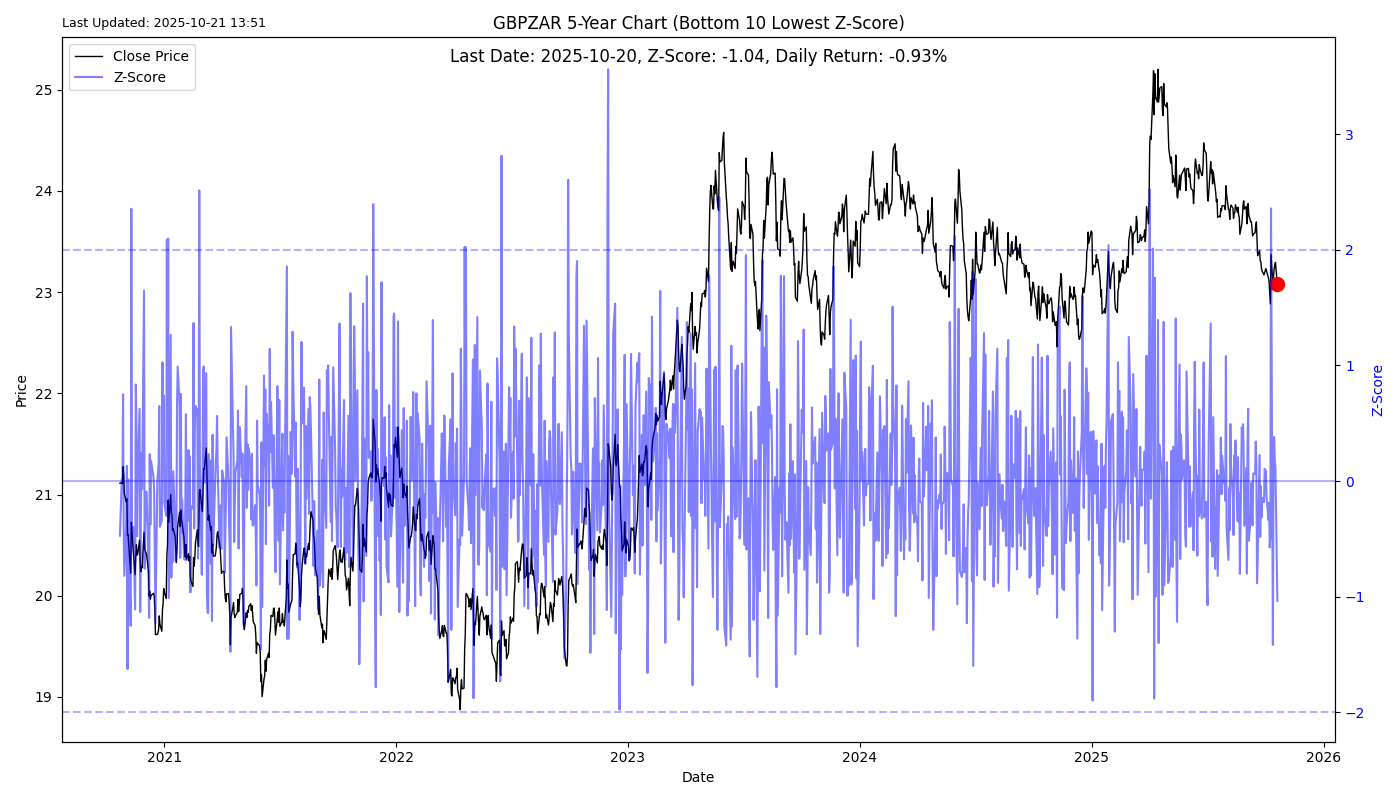 Last Updated: 2025-10-21 13:51
GBPZAR 5-Year Chart (Bottom 10 Lowest Z-Score)
Last Date: 2025-10-20, Z-Score: -1.04, Daily Return: -0.93%
Close Price
Z-Score
25
24
23
22
21
20
19
Price
3
2
1
0
−1
−2
Z-Score
2021
2022
2023
2024
2025
2026
Date